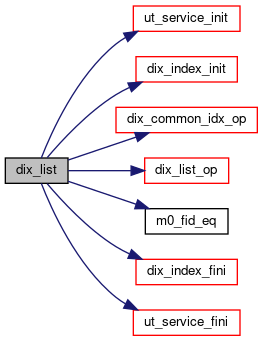 ut_service_init
dix_index_init
dix_common_idx_op
dix_list
dix_list_op
m0_fid_eq
dix_index_fini
ut_service_fini